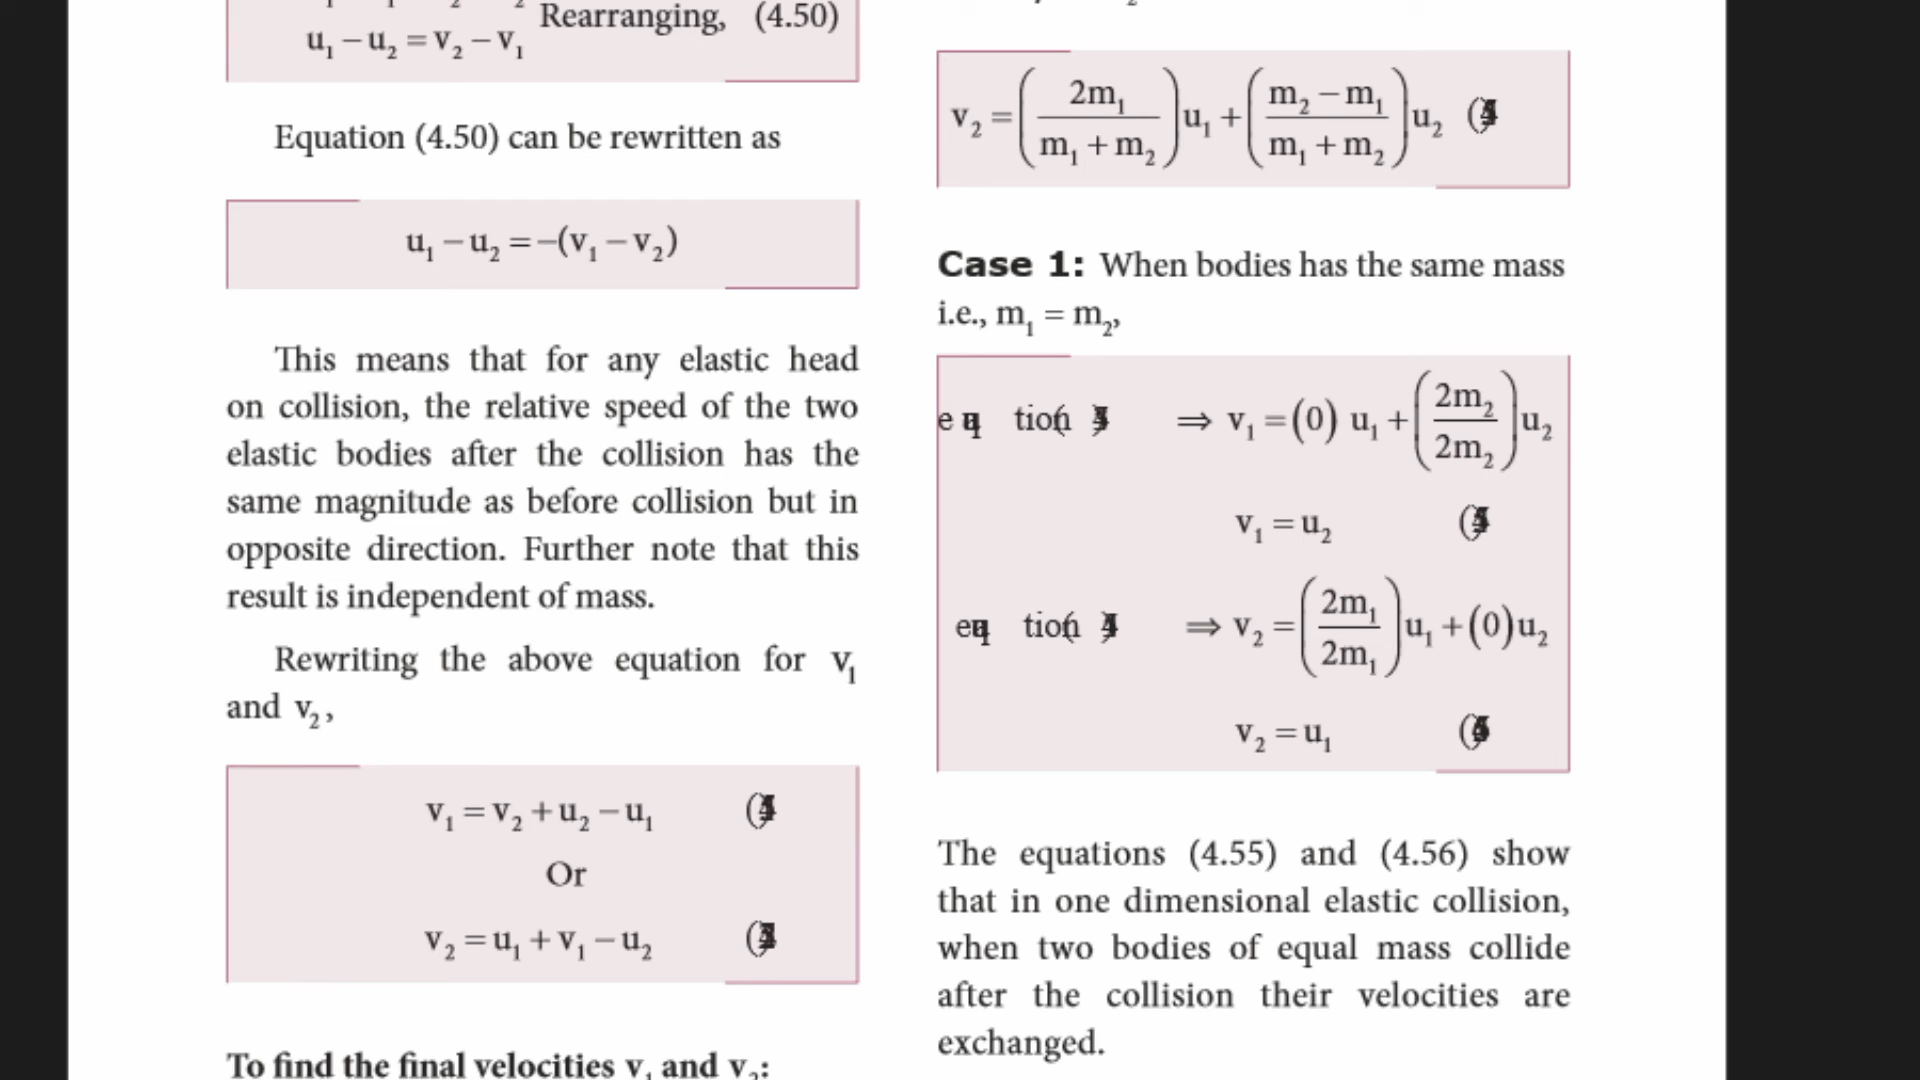 Rearranging, (4.50)
u₁ − u₂ = v₂ − v₁
Equation (4.50) can be rewritten as
u₁ − u₂ = −(v₁ − v₂)
This means that for any elastic head
on collision, the relative speed of the two
elastic bodies after the collision has the
same magnitude as before collision but in
opposite direction. Further note that this
result is independent of mass.
Rewriting the above equation for v₁
and v₂,
v₁ = v₂ + u₂ − u₁
Or
v₂ = u₁ + v₁ − u₂
To find the final velocities v₁ and v₂:
v₂ = (2m₁ / (m₁ + m₂)) u₁ + ((m₂ − m₁) / (m₁ + m₂)) u₂
Case 1: When bodies has the same mass
i.e., m₁ = m₂,
⇒ v₁ = (0) u₁ + (2m₂ / 2m₂) u₂
v₁ = u₂
⇒ v₂ = (2m₁ / 2m₁) u₁ + (0) u₂
v₂ = u₁
The equations (4.55) and (4.56) show
that in one dimensional elastic collision,
when two bodies of equal mass collide
after the collision their velocities are
exchanged.